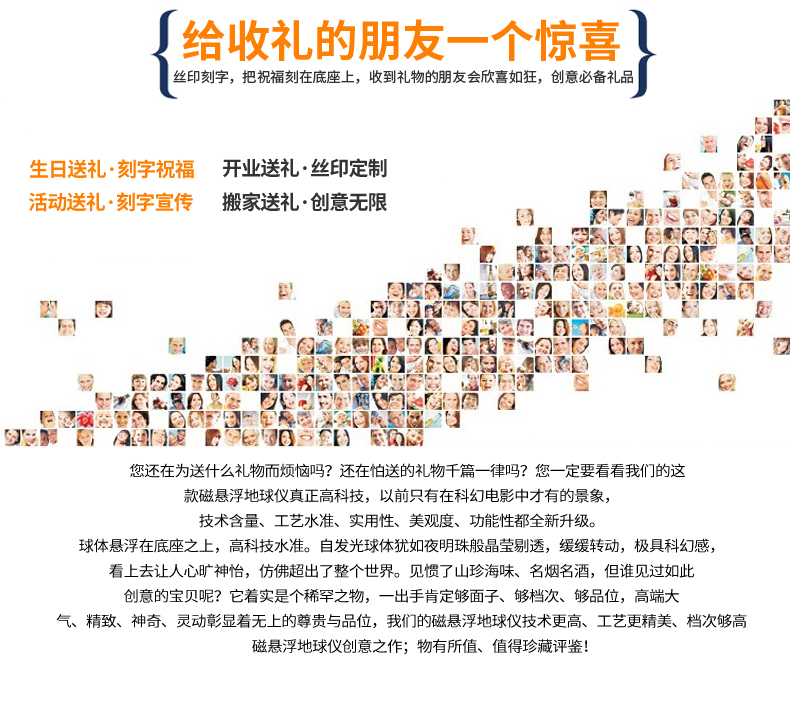 给收礼的朋友一个惊喜
丝印刻字，把祝福刻在底座上，收到礼物的朋友会欣喜如狂，创意必备礼品
生日送礼·刻字祝福 开业送礼·丝印定制
活动送礼·刻字宣传 搬家送礼·创意无限
您还在为送什么礼物而烦恼吗？还在怕送的礼物千篇一律吗？您一定要看看我们的这
款磁悬浮地球仪真正高科技，以前只有在科幻电影中才有的景象，
技术含量、工艺水准、实用性、美观度、功能性都全新升级。
球体悬浮在底座之上，高科技水准。自发光球体犹如夜明珠般晶莹剔透，缓缓转动，极具科幻感，
看上去让人心旷神怡，仿佛超出了整个世界。见惯了山珍海味、名烟名酒，但谁见过如此
创意的宝贝呢？它着实是个稀罕之物，一出手肯定够面子、够档次、够品位，高端大
气、精致、神奇、灵动彰显着无上的尊贵与品位，我们的磁悬浮地球仪技术更高、工艺更精美、档次够高
磁悬浮地球仪创意之作；物有所值、值得珍藏评鉴！